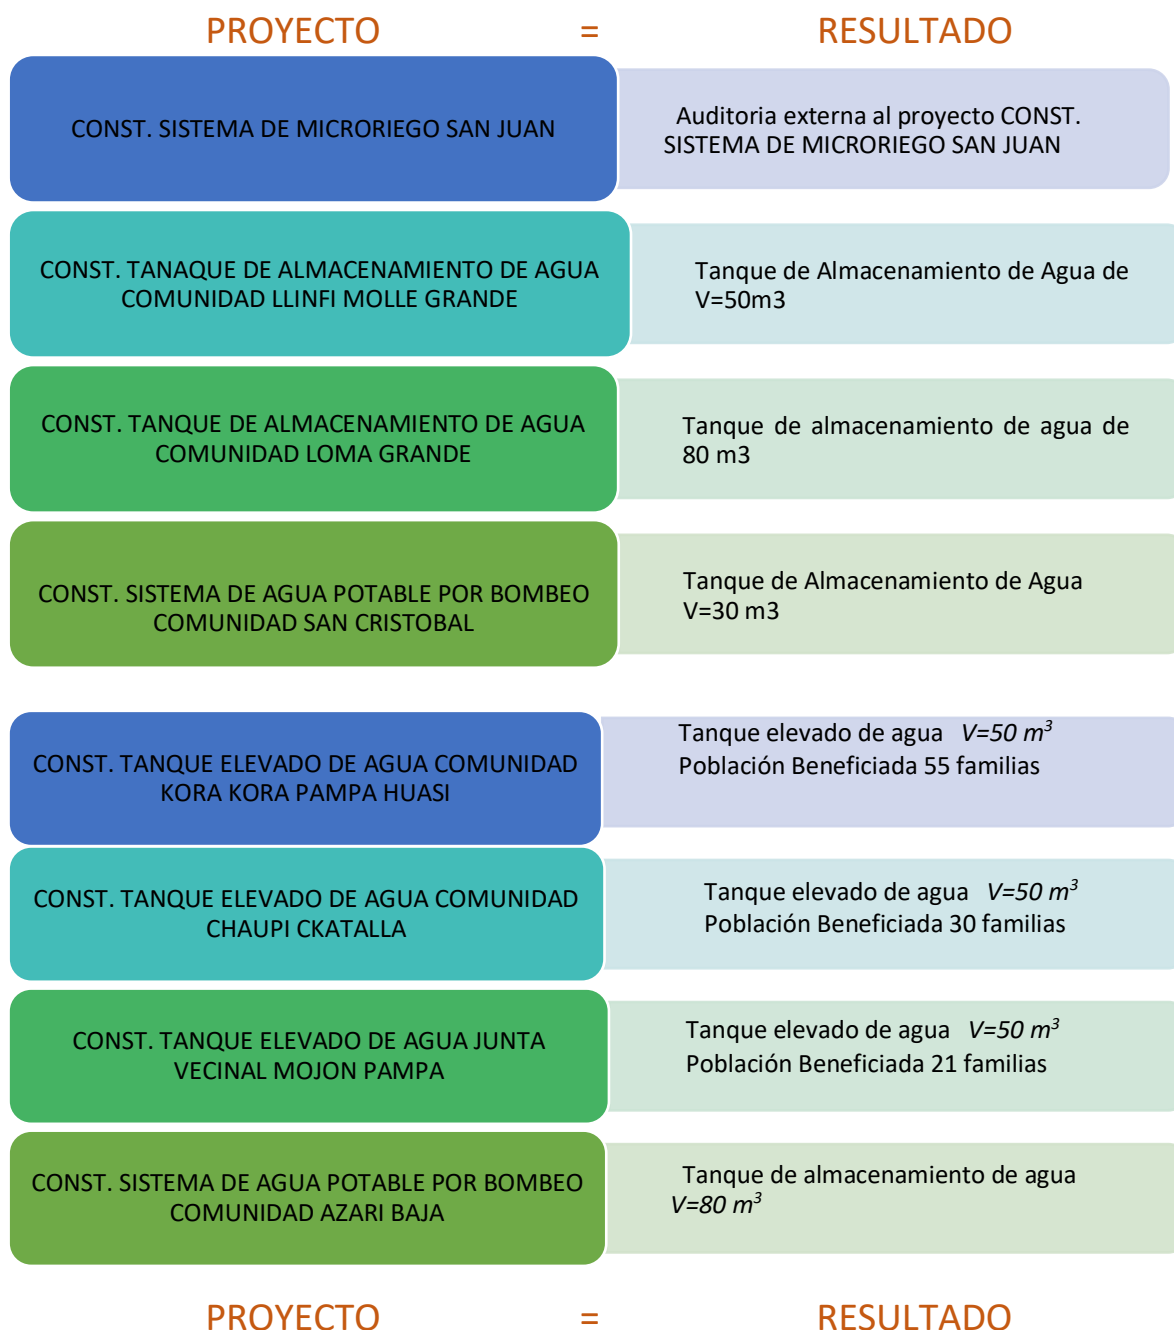 PROYECTO = RESULTADO
CONST. SISTEMA DE MICRORIEGO SAN JUAN
Auditoria externa al proyecto CONST.
SISTEMA DE MICRORIEGO SAN JUAN
CONST. TANAQUE DE ALMACENAMIENTO DE AGUA
COMUNIDAD LLINFI MOLLE GRANDE
Tanque de Almacenamiento de Agua de
V=50m3
CONST. TANQUE DE ALMACENAMIENTO DE AGUA
COMUNIDAD LOMA GRANDE
Tanque de almacenamiento de agua de
80 m3
CONST. SISTEMA DE AGUA POTABLE POR BOMBEO
COMUNIDAD SAN CRISTOBAL
Tanque de Almacenamiento de Agua
V=30 m3
CONST. TANQUE ELEVADO DE AGUA COMUNIDAD
KORA KORA PAMPA HUASI
Tanque elevado de agua V=50 m³
Población Beneficiada 55 familias
CONST. TANQUE ELEVADO DE AGUA COMUNIDAD
CHAUPI CKATALLA
Tanque elevado de agua V=50 m³
Población Beneficiada 30 familias
CONST. TANQUE ELEVADO DE AGUA JUNTA
VECINAL MOJON PAMPA
Tanque elevado de agua V=50 m³
Población Beneficiada 21 familias
CONST. SISTEMA DE AGUA POTABLE POR BOMBEO
COMUNIDAD AZARI BAJA
Tanque de almacenamiento de agua
V=80 m³
PROYECTO = RESULTADO